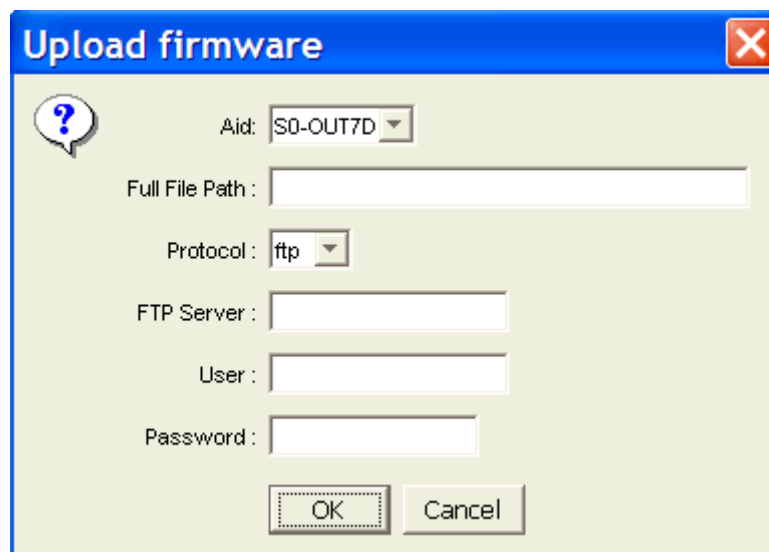 Upload firmware
Aid: S0-OUT7D
Full File Path :
Protocol : ftp
FTP Server :
User :
Password :
OK Cancel